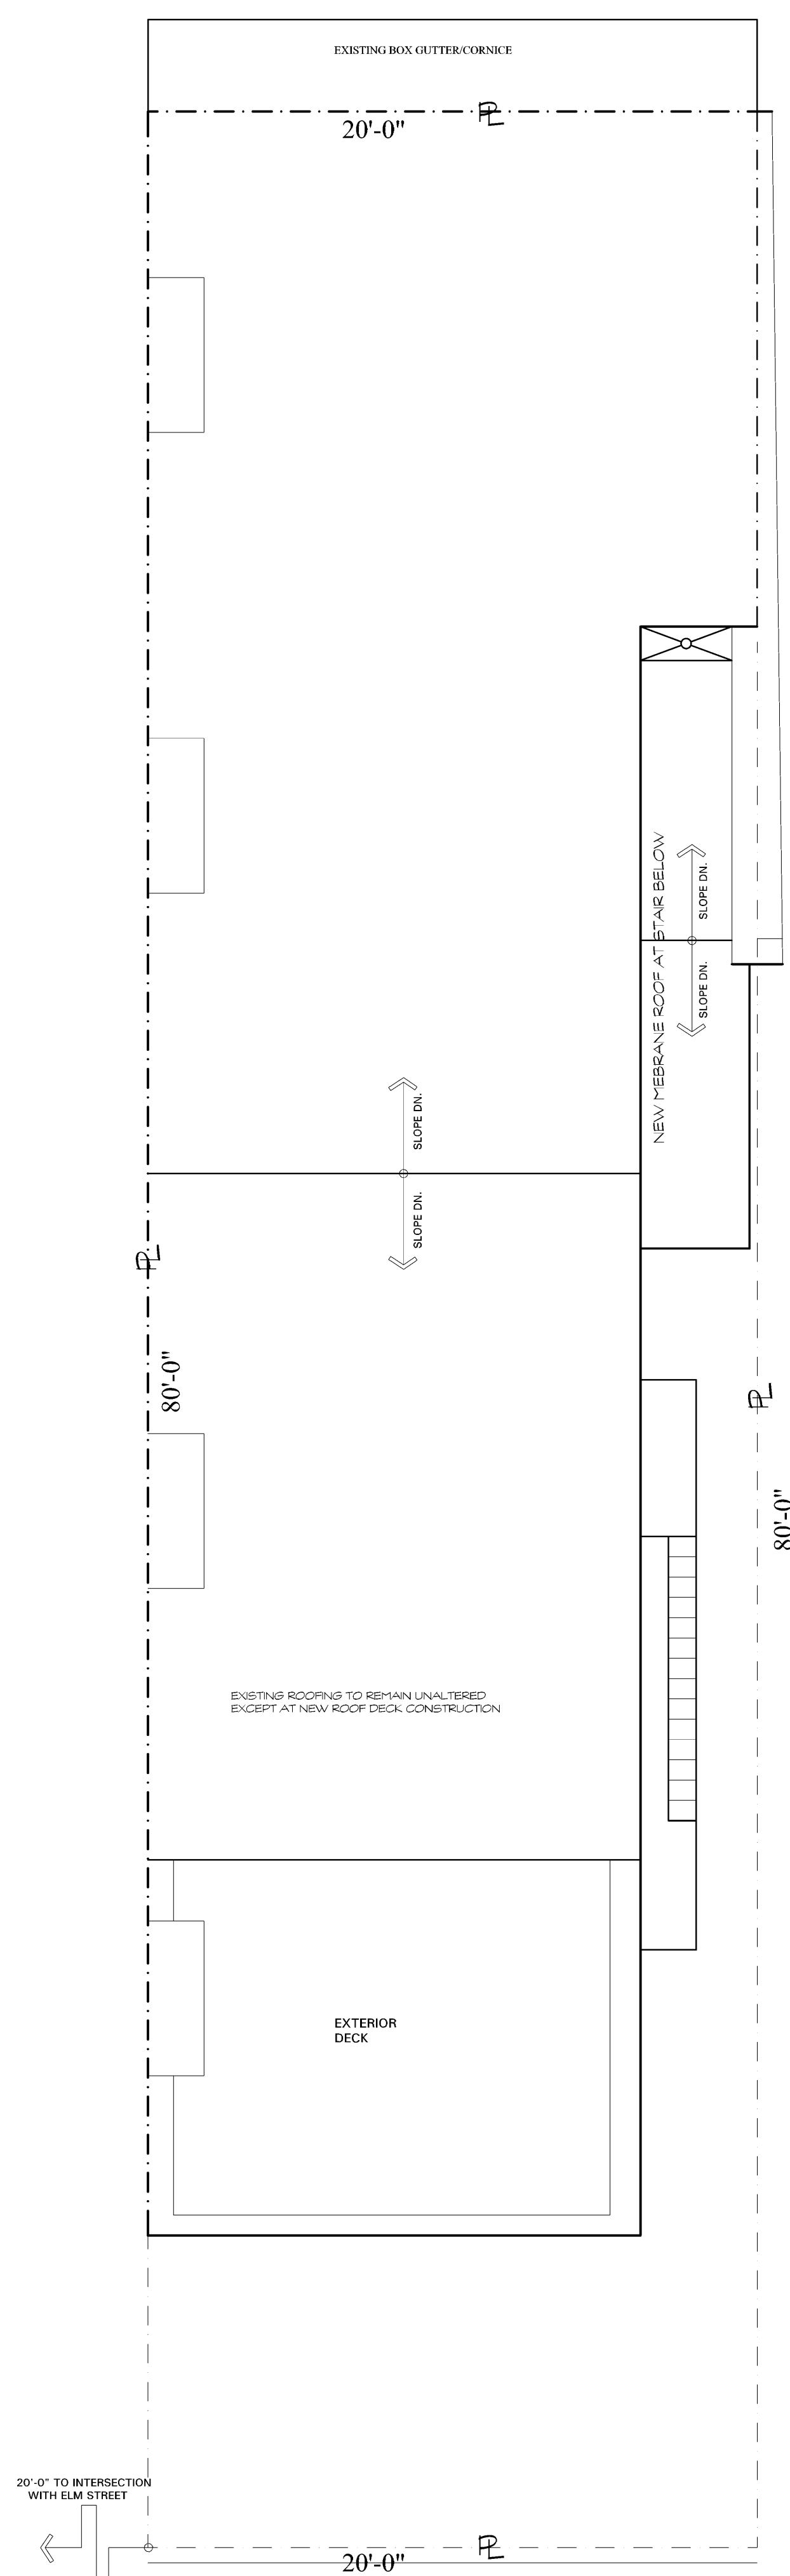 EXISTING BOX GUTTER/CORNICE
PL
20'-0"
SLOPE DN.
NEW MEBRANE ROOF AT STAIR BELOW
SLOPE DN.
SLOPE DN.
SLOPE DN.
PL
80'-0"
PL
80'-0"
EXISTING ROOFING TO REMAIN UNALTERED
EXCEPT AT NEW ROOF DECK CONSTRUCTION
EXTERIOR
DECK
20'-0" TO INTERSECTION
WITH ELM STREET
PL
20'-0"